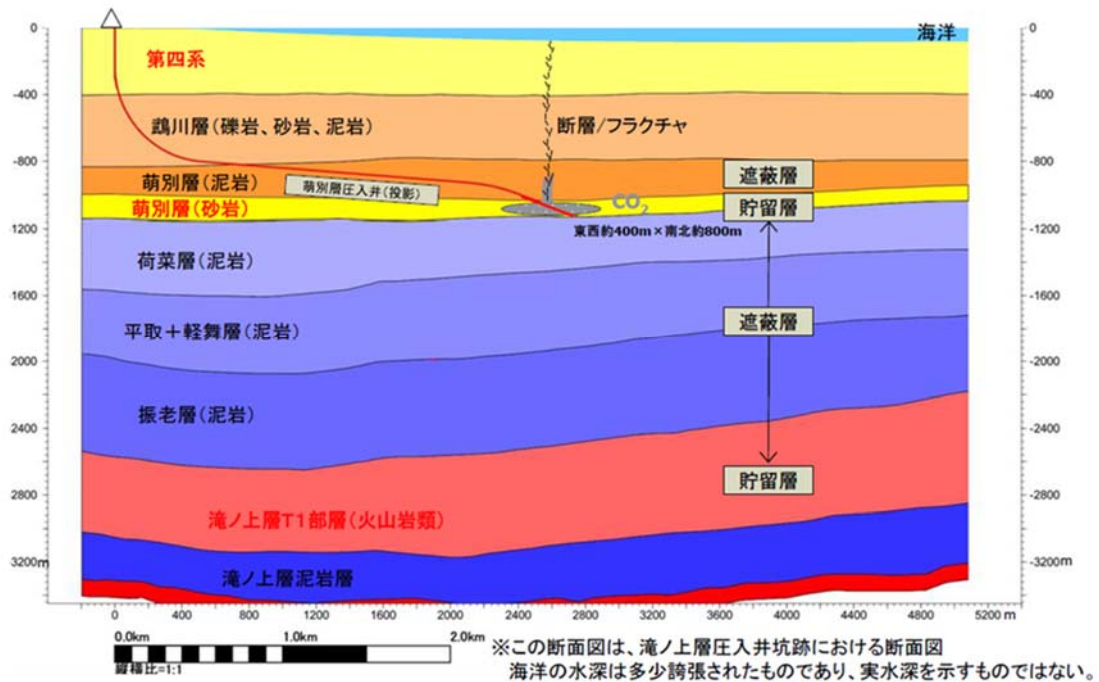 海洋
0
-400
-800
1200
1600
2000
2400
2800
3200m
0
-400
-800
-1200
-1600
-2000
-2400
-2800
-3200m
第四系
鵡川層(礫岩、砂岩、泥岩)
断層/フラクチャ
萌別層(泥岩)
萌別層圧入井(投影)
遮蔽層
萌別層(砂岩)
CO2
貯留層
東西約400m×南北約800m
荷菜層(泥岩)
平取+軽舞層(泥岩)
遮蔽層
振老層(泥岩)
貯留層
滝ノ上層T1部層(火山岩類)
滝ノ上層泥岩層
0 400 800 1200 1600 2000 2400 2800 3200 3600 4000 4400 4800 5200 m
0.0km 1.0km 2.0km
縦横比=1:1
※この断面図は、滝ノ上層圧入井坑跡における断面図
海洋の水深は多少誇張されたものであり、実水深を示すものではない。